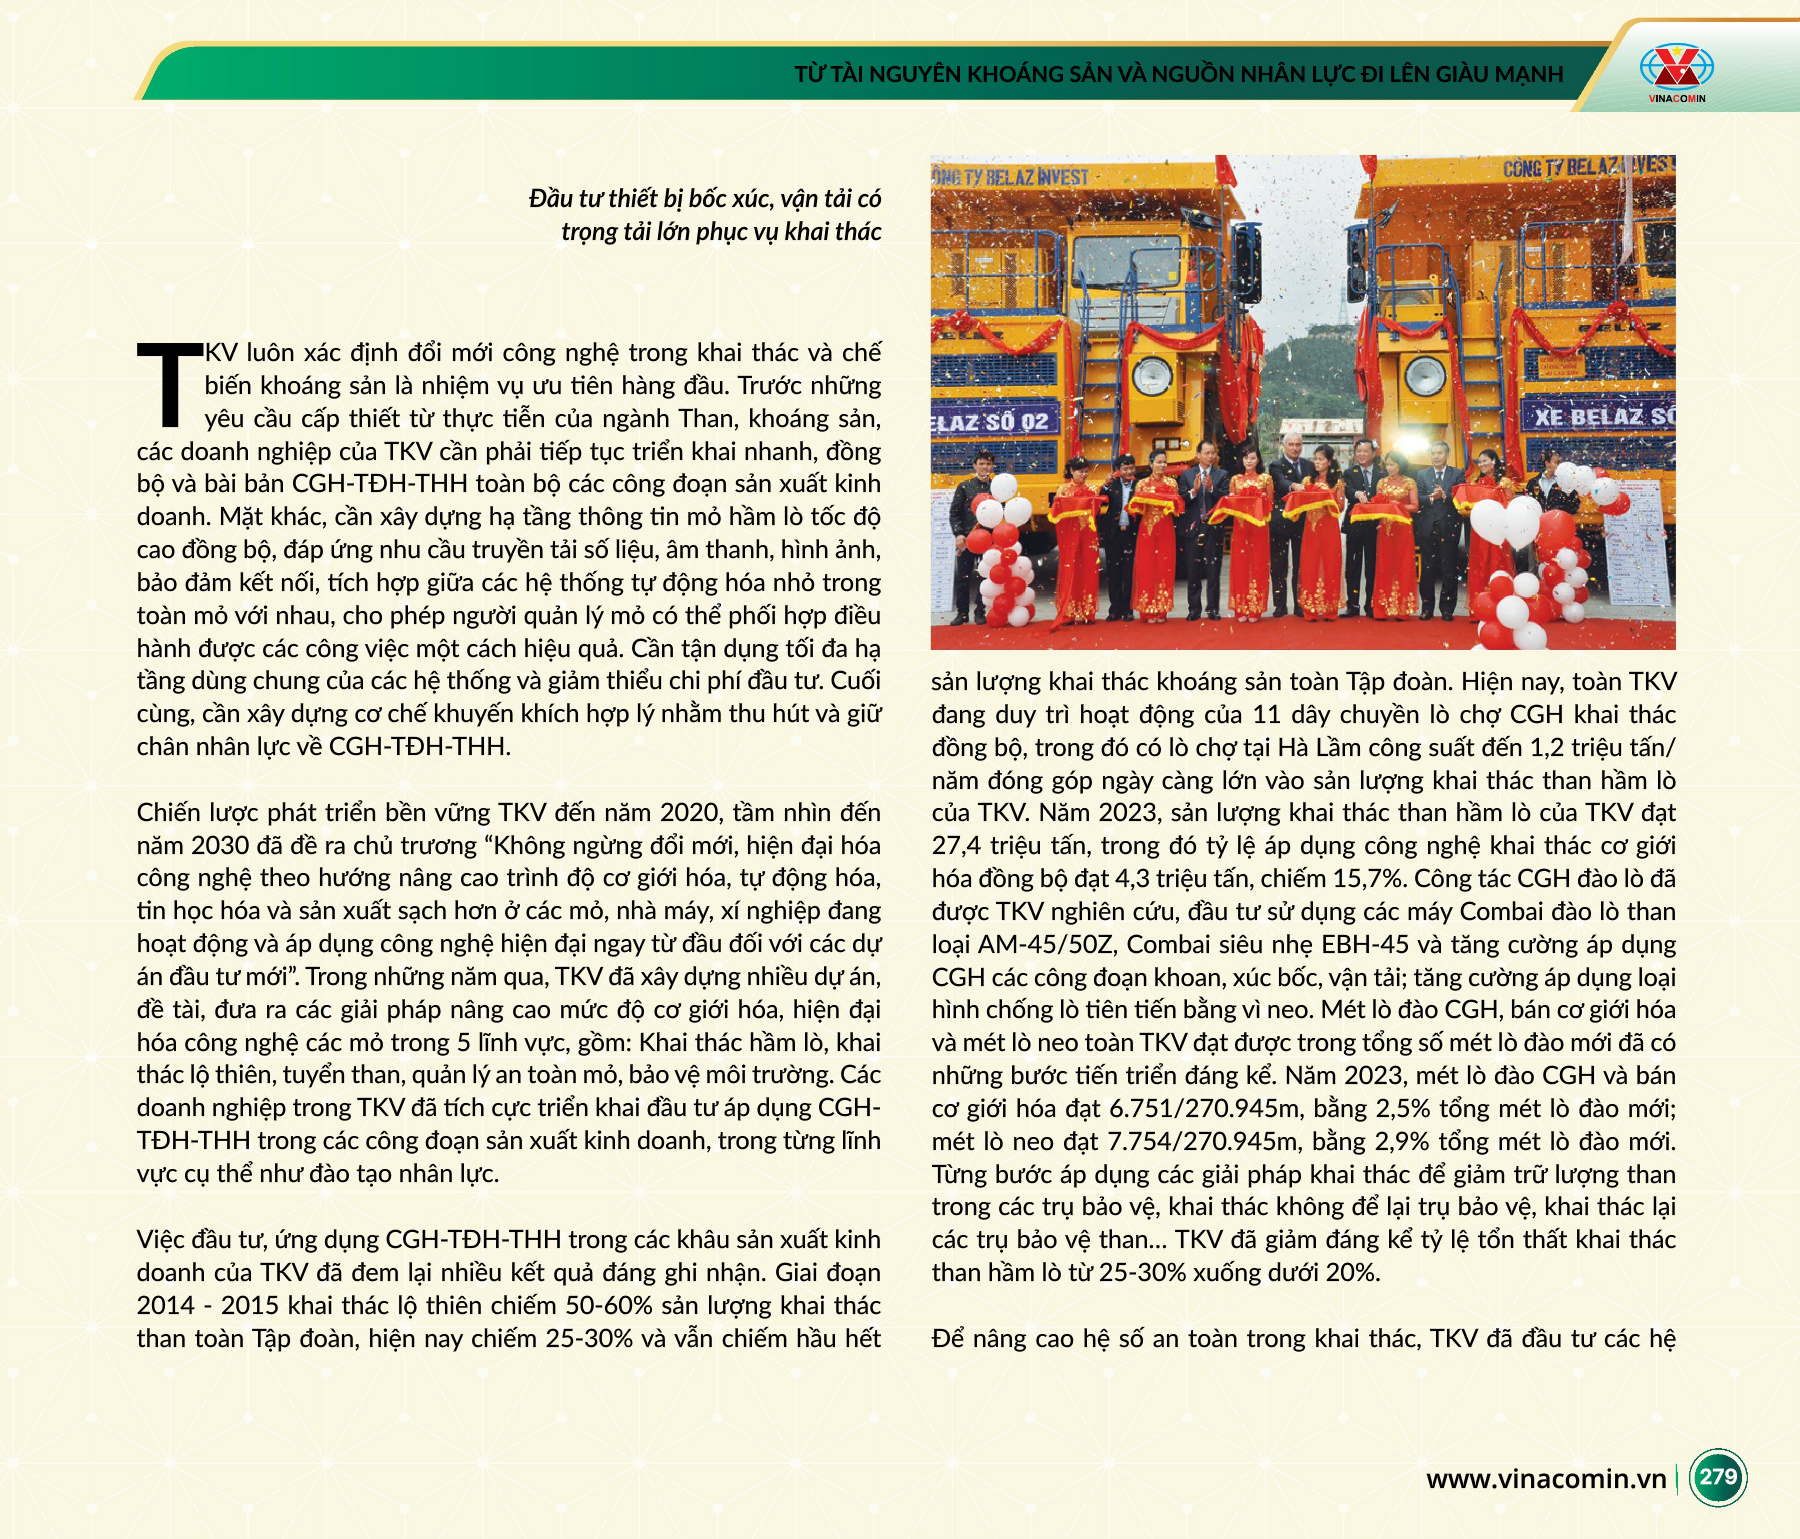 TỪ TÀI NGUYÊN KHOÁNG SẢN VÀ NGUỒN NHÂN LỰC ĐI LÊN GIÀU MẠNH
VINACOMIN
Đầu tư thiết bị bốc xúc, vận tải có
trọng tải lớn phục vụ khai thác
TKV luôn xác định đổi mới công nghệ trong khai thác và chế
biến khoáng sản là nhiệm vụ ưu tiên hàng đầu. Trước những
yêu cầu cấp thiết từ thực tiễn của ngành Than, khoáng sản,
các doanh nghiệp của TKV cần phải tiếp tục triển khai nhanh, đồng
bộ và bài bản CGH-TĐH-THH toàn bộ các công đoạn sản xuất kinh
doanh. Mặt khác, cần xây dựng hạ tầng thông tin mỏ hầm lò tốc độ
cao đồng bộ, đáp ứng nhu cầu truyền tải số liệu, âm thanh, hình ảnh,
bảo đảm kết nối, tích hợp giữa các hệ thống tự động hóa nhỏ trong
toàn mỏ với nhau, cho phép người quản lý mỏ có thể phối hợp điều
hành được các công việc một cách hiệu quả. Cần tận dụng tối đa hạ
tầng dùng chung của các hệ thống và giảm thiểu chi phí đầu tư. Cuối
cùng, cần xây dựng cơ chế khuyến khích hợp lý nhằm thu hút và giữ
chân nhân lực về CGH-TĐH-THH.
Chiến lược phát triển bền vững TKV đến năm 2020, tầm nhìn đến
năm 2030 đã đề ra chủ trương “Không ngừng đổi mới, hiện đại hóa
công nghệ theo hướng nâng cao trình độ cơ giới hóa, tự động hóa,
tin học hóa và sản xuất sạch hơn ở các mỏ, nhà máy, xí nghiệp đang
hoạt động và áp dụng công nghệ hiện đại ngay từ đầu đối với các dự
án đầu tư mới”. Trong những năm qua, TKV đã xây dựng nhiều dự án,
đề tài, đưa ra các giải pháp nâng cao mức độ cơ giới hóa, hiện đại
hóa công nghệ các mỏ trong 5 lĩnh vực, gồm: Khai thác hầm lò, khai
thác lộ thiên, tuyển than, quản lý an toàn mỏ, bảo vệ môi trường. Các
doanh nghiệp trong TKV đã tích cực triển khai đầu tư áp dụng CGH-
TĐH-THH trong các công đoạn sản xuất kinh doanh, trong từng lĩnh
vực cụ thể như đào tạo nhân lực.
Việc đầu tư, ứng dụng CGH-TĐH-THH trong các khâu sản xuất kinh
doanh của TKV đã đem lại nhiều kết quả đáng ghi nhận. Giai đoạn
2014 - 2015 khai thác lộ thiên chiếm 50-60% sản lượng khai thác
than toàn Tập đoàn, hiện nay chiếm 25-30% và vẫn chiếm hầu hết
ÔNG TY BELAZ INVEST
CÔNG TY BELAZ INVEST
BELAZ
ELAZ SỐ 02
XE BELAZ SỐ
sản lượng khai thác khoáng sản toàn Tập đoàn. Hiện nay, toàn TKV
đang duy trì hoạt động của 11 dây chuyền lò chợ CGH khai thác
đồng bộ, trong đó có lò chợ tại Hà Lầm công suất đến 1,2 triệu tấn/
năm đóng góp ngày càng lớn vào sản lượng khai thác than hầm lò
của TKV. Năm 2023, sản lượng khai thác than hầm lò của TKV đạt
27,4 triệu tấn, trong đó tỷ lệ áp dụng công nghệ khai thác cơ giới
hóa đồng bộ đạt 4,3 triệu tấn, chiếm 15,7%. Công tác CGH đào lò đã
được TKV nghiên cứu, đầu tư sử dụng các máy Combai đào lò than
loại AM-45/50Z, Combai siêu nhẹ EBH-45 và tăng cường áp dụng
CGH các công đoạn khoan, xúc bốc, vận tải; tăng cường áp dụng loại
hình chống lò tiên tiến bằng vì neo. Mét lò đào CGH, bán cơ giới hóa
và mét lò neo toàn TKV đạt được trong tổng số mét lò đào mới đã có
những bước tiến triển đáng kể. Năm 2023, mét lò đào CGH và bán
cơ giới hóa đạt 6.751/270.945m, bằng 2,5% tổng mét lò đào mới;
mét lò neo đạt 7.754/270.945m, bằng 2,9% tổng mét lò đào mới.
Từng bước áp dụng các giải pháp khai thác để giảm trữ lượng than
trong các trụ bảo vệ, khai thác không để lại trụ bảo vệ, khai thác lại
các trụ bảo vệ than... TKV đã giảm đáng kể tỷ lệ tổn thất khai thác
than hầm lò từ 25-30% xuống dưới 20%.
Để nâng cao hệ số an toàn trong khai thác, TKV đã đầu tư các hệ
www.vinacomin.vn
279